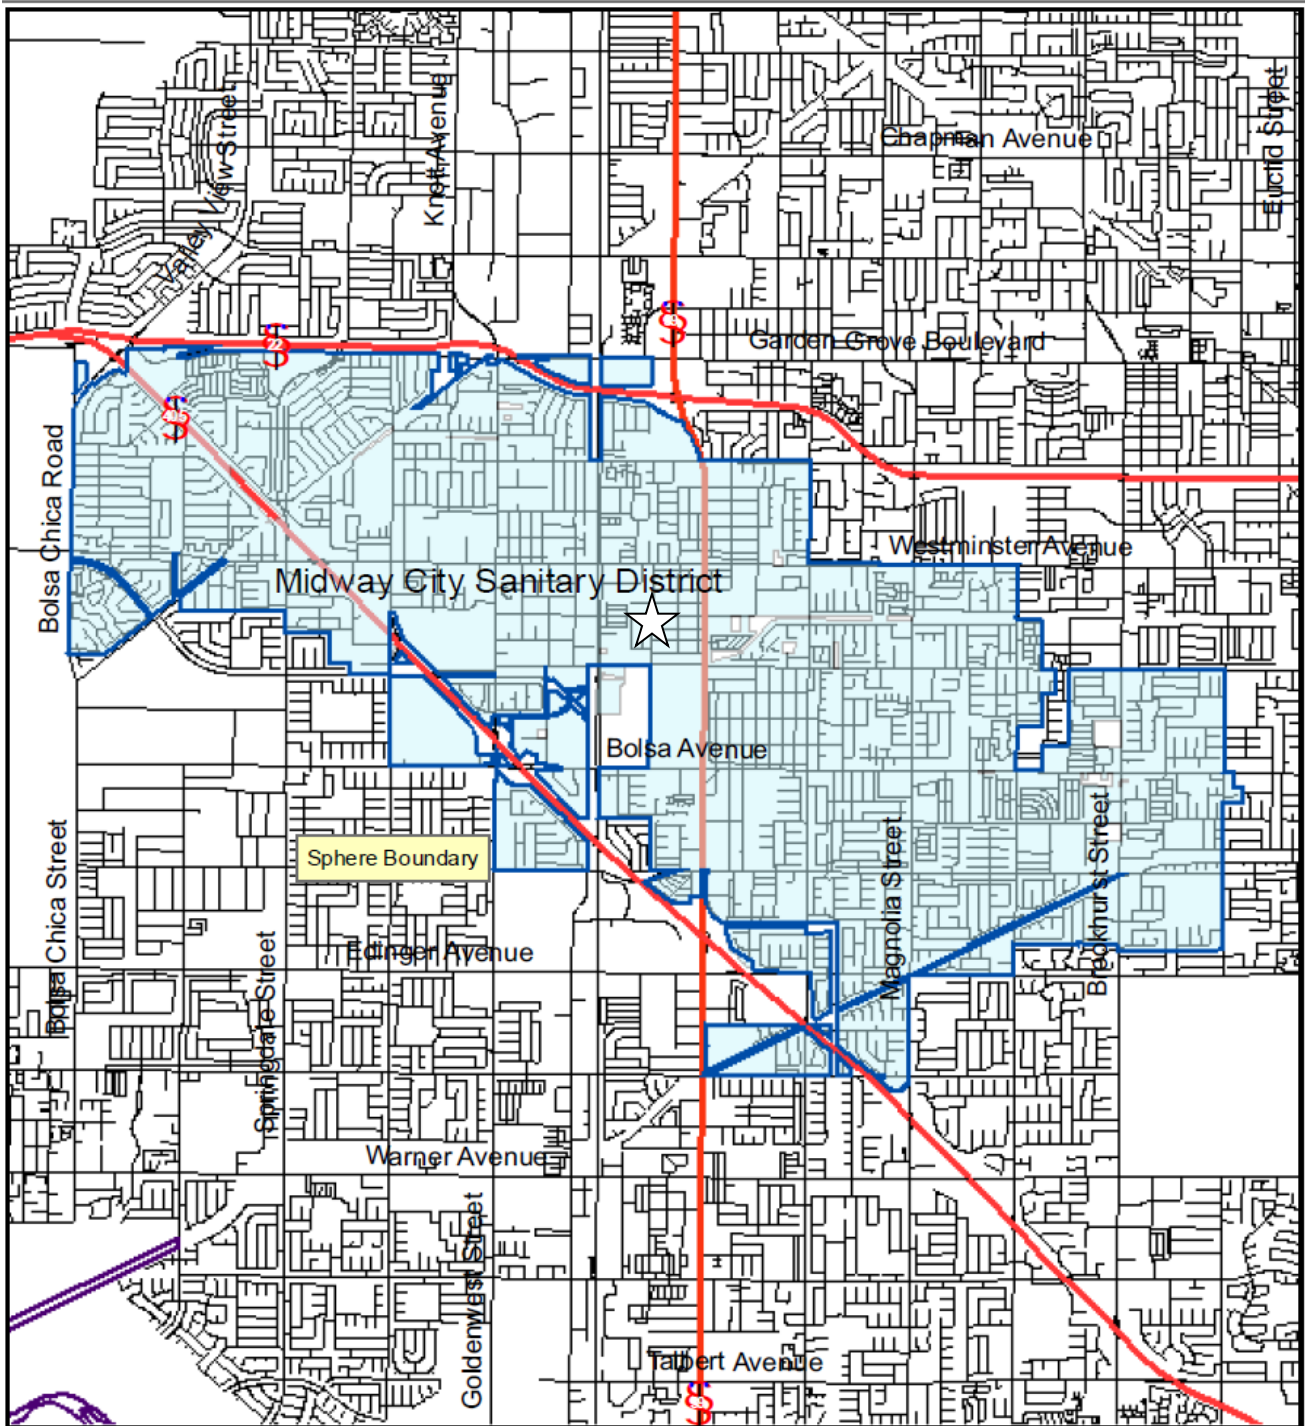 Chapman Avenue
Euclid Street
Valley View Street
Knott Avenue
Garden Grove Boulevard
22
Bolsa Chica Road
Westminster Avenue
Midway City Sanitary District
Bolsa Avenue
Sphere Boundary
Magnolia Street
Brookhurst Street
Bolsa Chica Street
Edinger Avenue
Springdale Street
Warner Avenue
Goldenwest Street
Talbert Avenue